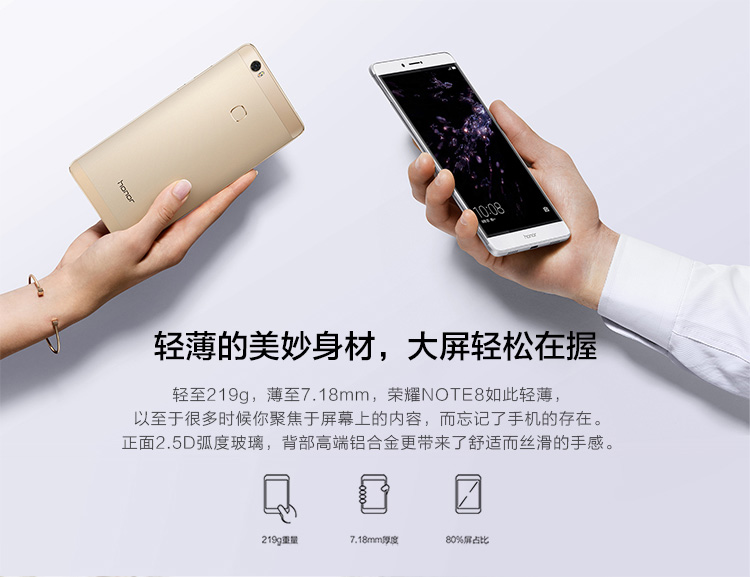 honor
10:08
honor
轻薄的美妙身材，大屏轻松在握
轻至219g，薄至7.18mm，荣耀NOTE8如此轻薄，
以至于很多时候你聚焦于屏幕上的内容，而忘记了手机的存在。
正面2.5D弧度玻璃，背部高端铝合金更带来了舒适而丝滑的手感。
219g重量
7.18mm厚度
80%屏占比